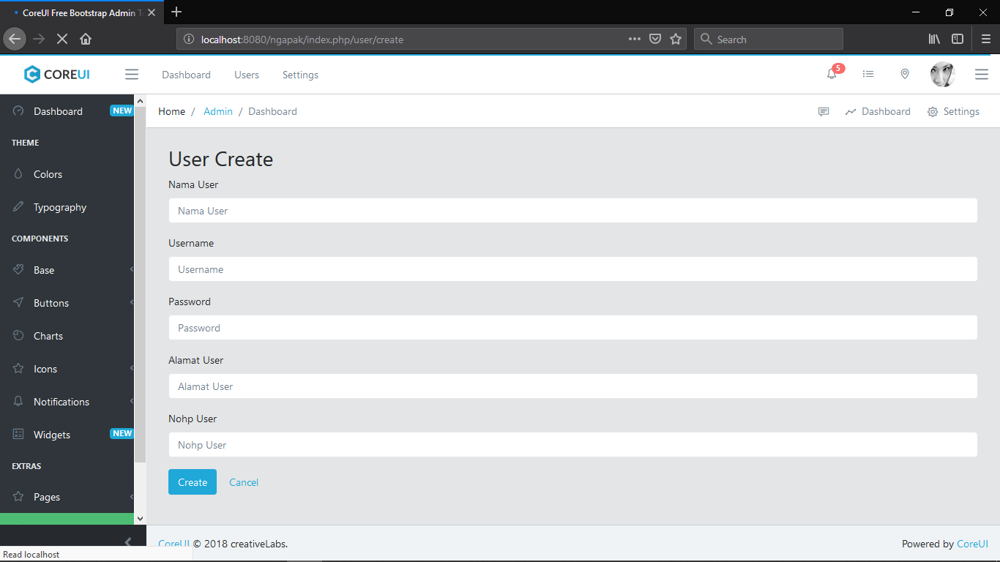 CoreUI Free Bootstrap Admin T
localhost:8080/ngapak/index.php/user/create
Search
COREUI
Dashboard
Users
Settings
5
Dashboard NEW
THEME
Colors
Typography
COMPONENTS
Base
Buttons
Charts
Icons
Notifications
Widgets NEW
EXTRAS
Pages
Home / Admin / Dashboard
Dashboard
Settings
User Create
Nama User
Nama User
Username
Username
Password
Password
Alamat User
Alamat User
Nohp User
Nohp User
Create Cancel
CoreUI © 2018 creativeLabs.
Powered by CoreUI
Read localhost